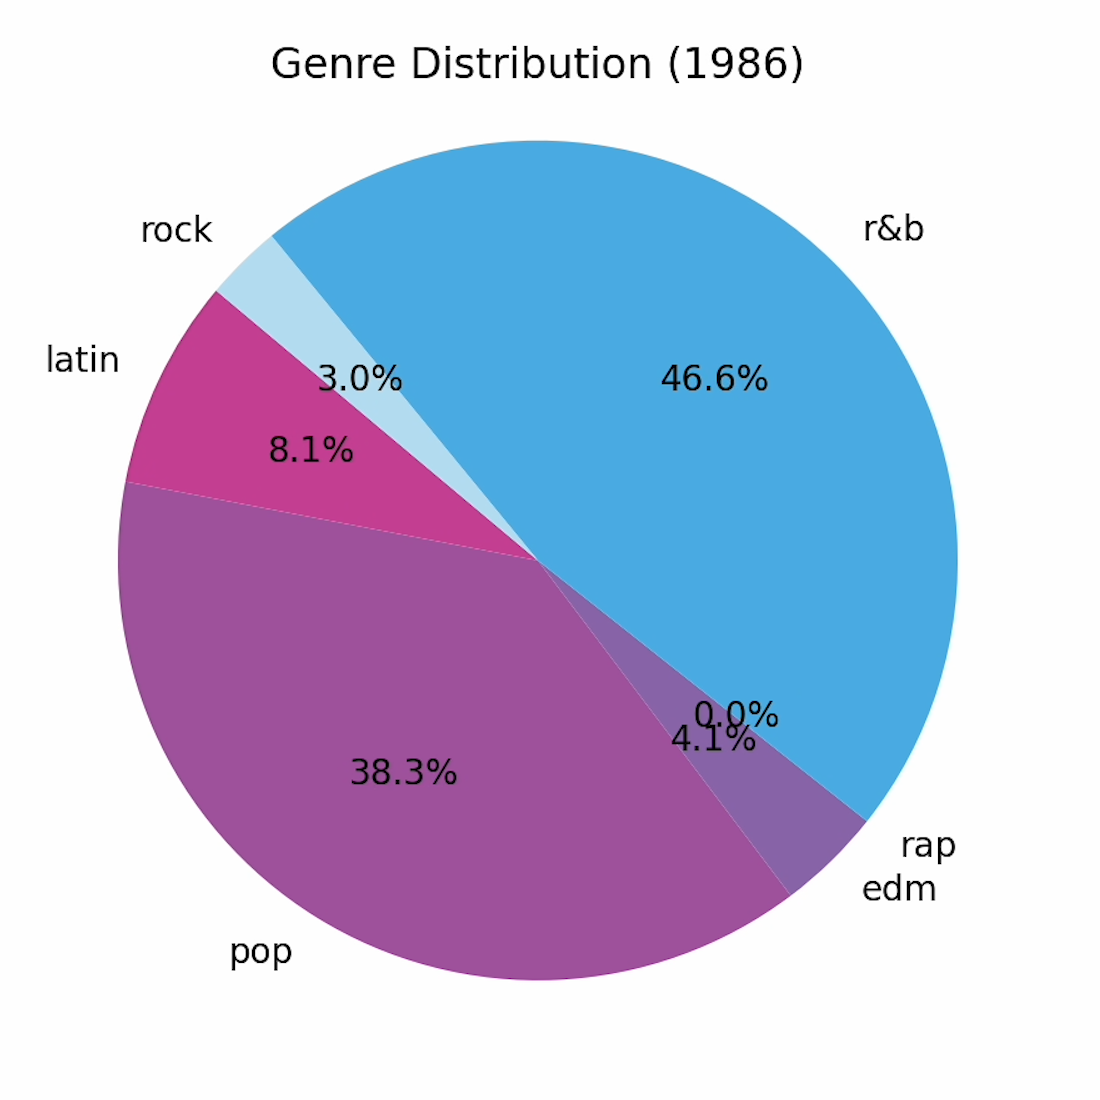 Genre Distribution (1986)
rock
r&b
latin
3.0%
46.6%
8.1%
0.0%
4.1%
38.3%
rap
edm
pop